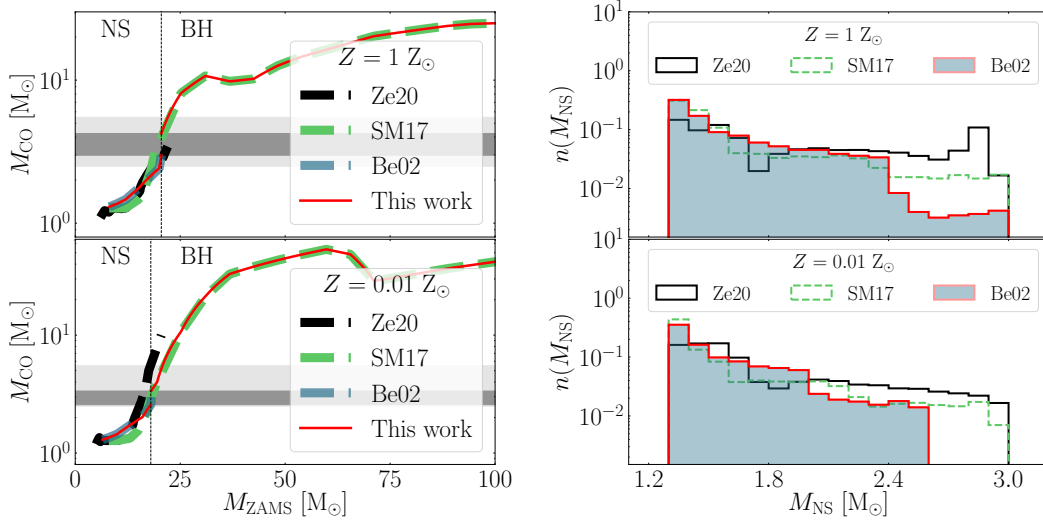 NS BH
Z = 1 Z⊙
Ze20
SM17
Be02
This work
M_CO [M⊙]
10^1
10^0
NS BH
Z = 0.01 Z⊙
Ze20
SM17
Be02
This work
M_CO [M⊙]
10^1
10^0
0 25 50 75 100
M_ZAMS [M⊙]
Z = 1 Z⊙
Ze20 SM17 Be02
n(M_NS)
10^1
10^0
10^-1
10^-2
Z = 0.01 Z⊙
Ze20 SM17 Be02
n(M_NS)
10^1
10^0
10^-1
10^-2
1.2 1.8 2.4 3.0
M_NS [M⊙]